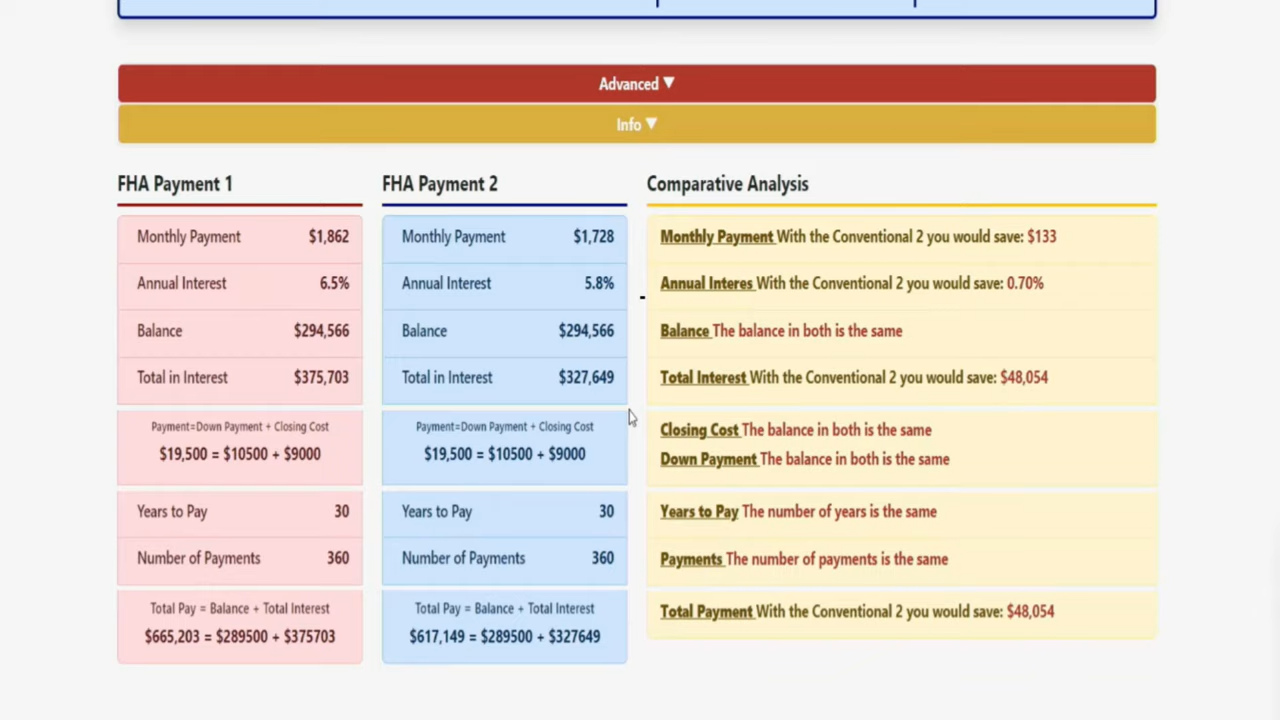 Advanced ▼
Info ▼
FHA Payment 1
Monthly Payment $1,862
Annual Interest 6.5%
Balance $294,566
Total in Interest $375,703
Payment=Down Payment + Closing Cost
$19,500 = $10500 + $9000
Years to Pay 30
Number of Payments 360
Total Pay = Balance + Total Interest
$665,203 = $289500 + $375703
FHA Payment 2
Monthly Payment $1,728
Annual Interest 5.8%
Balance $294,566
Total in Interest $327,649
Payment=Down Payment + Closing Cost
$19,500 = $10500 + $9000
Years to Pay 30
Number of Payments 360
Total Pay = Balance + Total Interest
$617,149 = $289500 + $327649
-
Comparative Analysis
Monthly Payment With the Conventional 2 you would save: $133
Annual Interes With the Conventional 2 you would save: 0.70%
Balance The balance in both is the same
Total Interest With the Conventional 2 you would save: $48,054
Closing Cost The balance in both is the same
Down Payment The balance in both is the same
Years to Pay The number of years is the same
Payments The number of payments is the same
Total Payment With the Conventional 2 you would save: $48,054